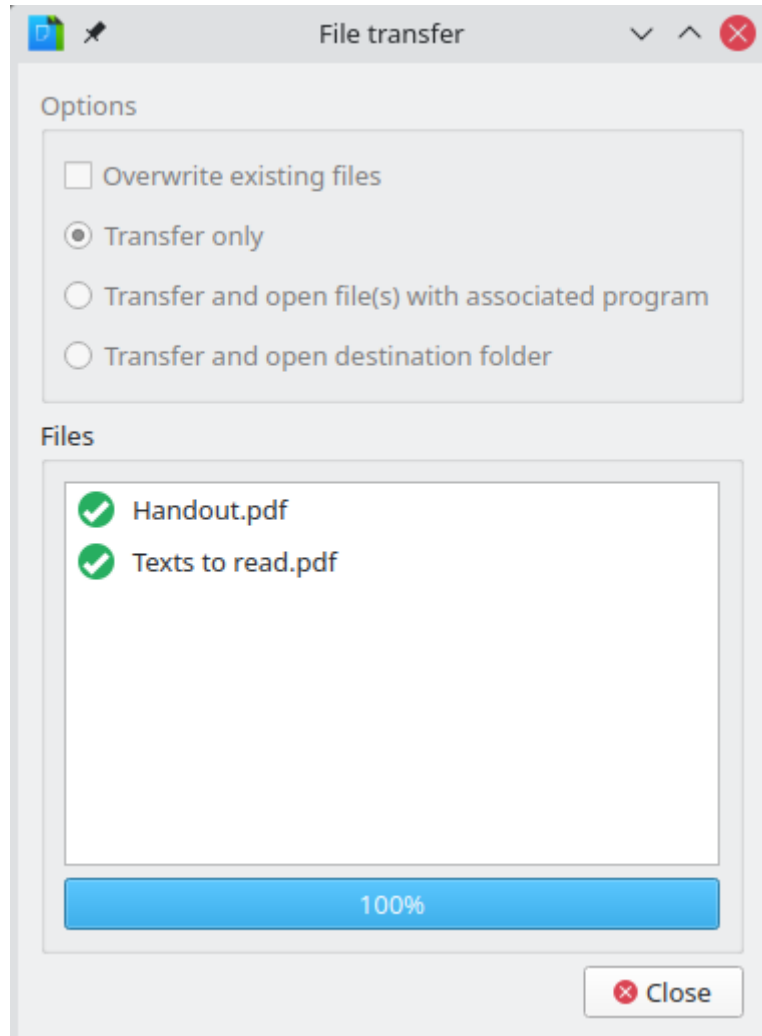 File transfer
Options
Overwrite existing files
Transfer only
Transfer and open file(s) with associated program
Transfer and open destination folder
Files
Handout.pdf
Texts to read.pdf
100%
Close